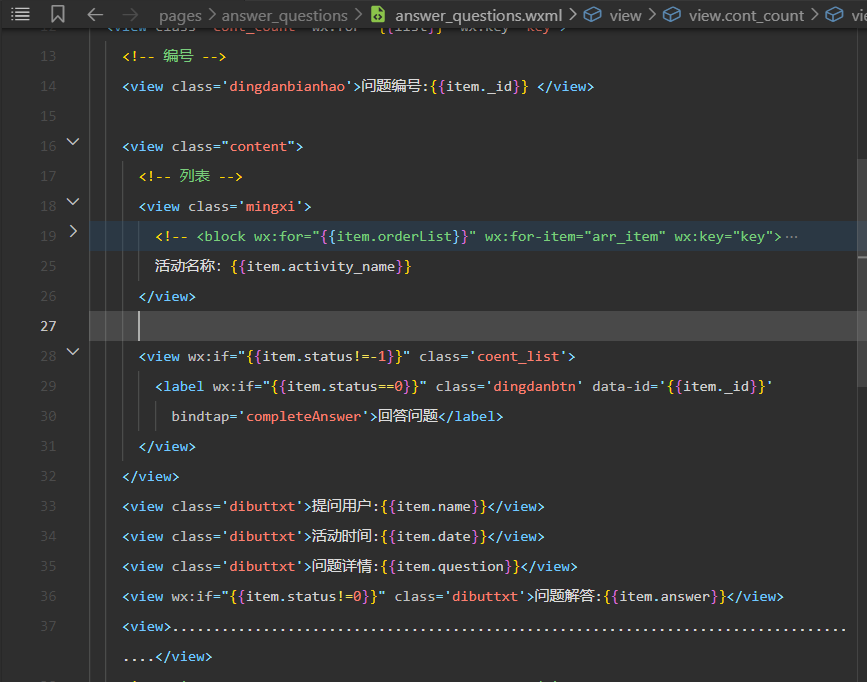 pages > answer_questions > answer_questions.wxml > view > view.cont_count >
13 <!-- 编号 -->
14 <view class='dingdanbianhao'>问题编号:{{item._id}} </view>
15
16 <view class="content">
17 <!-- 列表 -->
18 <view class='mingxi'>
19 <!-- <block wx:for="{{item.orderList}}" wx:for-item="arr_item" wx:key="key"> ...
25 活动名称: {{item.activity_name}}
26 </view>
27
28 <view wx:if="{{item.status!=-1}}" class='coent_list'>
29 <label wx:if="{{item.status==0}}" class='dingdanbtn' data-id='{{item._id}}'
30 bindtap='completeAnswer'>回答问题</label>
31 </view>
32 </view>
33 <view class='dibuttxt'>提问用户:{{item.name}}</view>
34 <view class='dibuttxt'>活动时间:{{item.date}}</view>
35 <view class='dibuttxt'>问题详情:{{item.question}}</view>
36 <view wx:if="{{item.status!=0}}" class='dibuttxt'>问题解答:{{item.answer}}</view>
37 <view>..................................................................................
....</view>